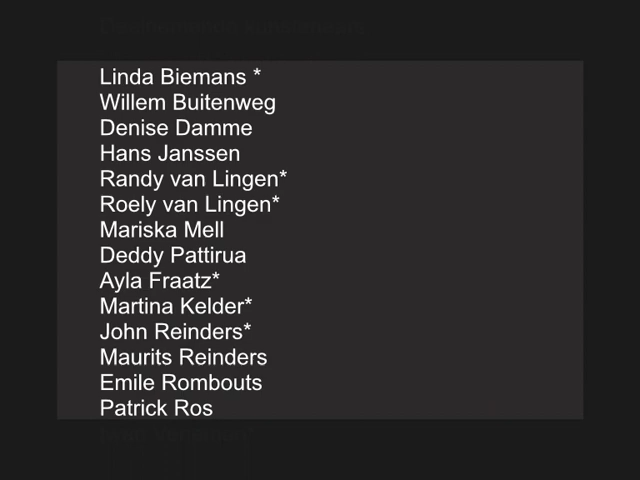 Linda Biemans *
Willem Buitenweg
Denise Damme
Hans Janssen
Randy van Lingen*
Roely van Lingen*
Mariska Mell
Deddy Pattirua
Ayla Fraatz*
Martina Kelder*
John Reinders*
Maurits Reinders
Emile Rombouts
Patrick Ros